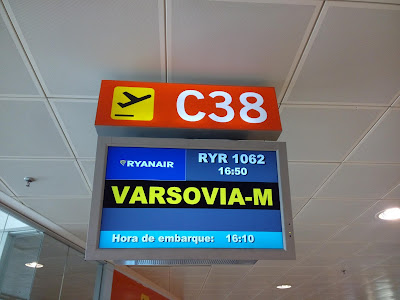 C38
RYANAIR
RYR 1062
16:50
VARSOVIA-M
Hora de embarque: 16:10